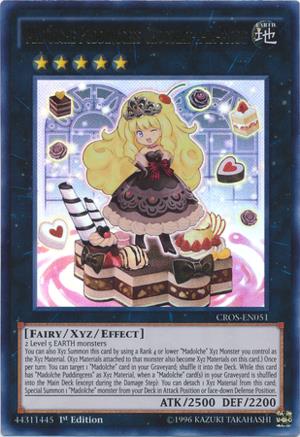 EARTH
地
CROS-EN051
[Fairy/Xyz/Effect]
2 Level 5 EARTH monsters
You can also Xyz Summon this card by using a Rank 4 or lower "Madolche" Xyz Monster you control
as the Xyz Material. (Xyz Materials attached to that monster also become Xyz Materials on this card.) Once
per turn: You can target 1 "Madolche" card in your Graveyard; shuffle it into the Deck. While this card
has "Madolche Puddingcess" as Xyz Material, when a "Madolche" card(s) in your Graveyard is shuffled
into the Main Deck (except during the Damage Step): You can detach 1 Xyz Material from this card;
Special Summon 1 "Madolche" monster from your Deck in Attack Position or face-down Defense Position.
ATK/2500 DEF/2200
44311445 1st Edition ©1996 KAZUKI TAKAHASHI